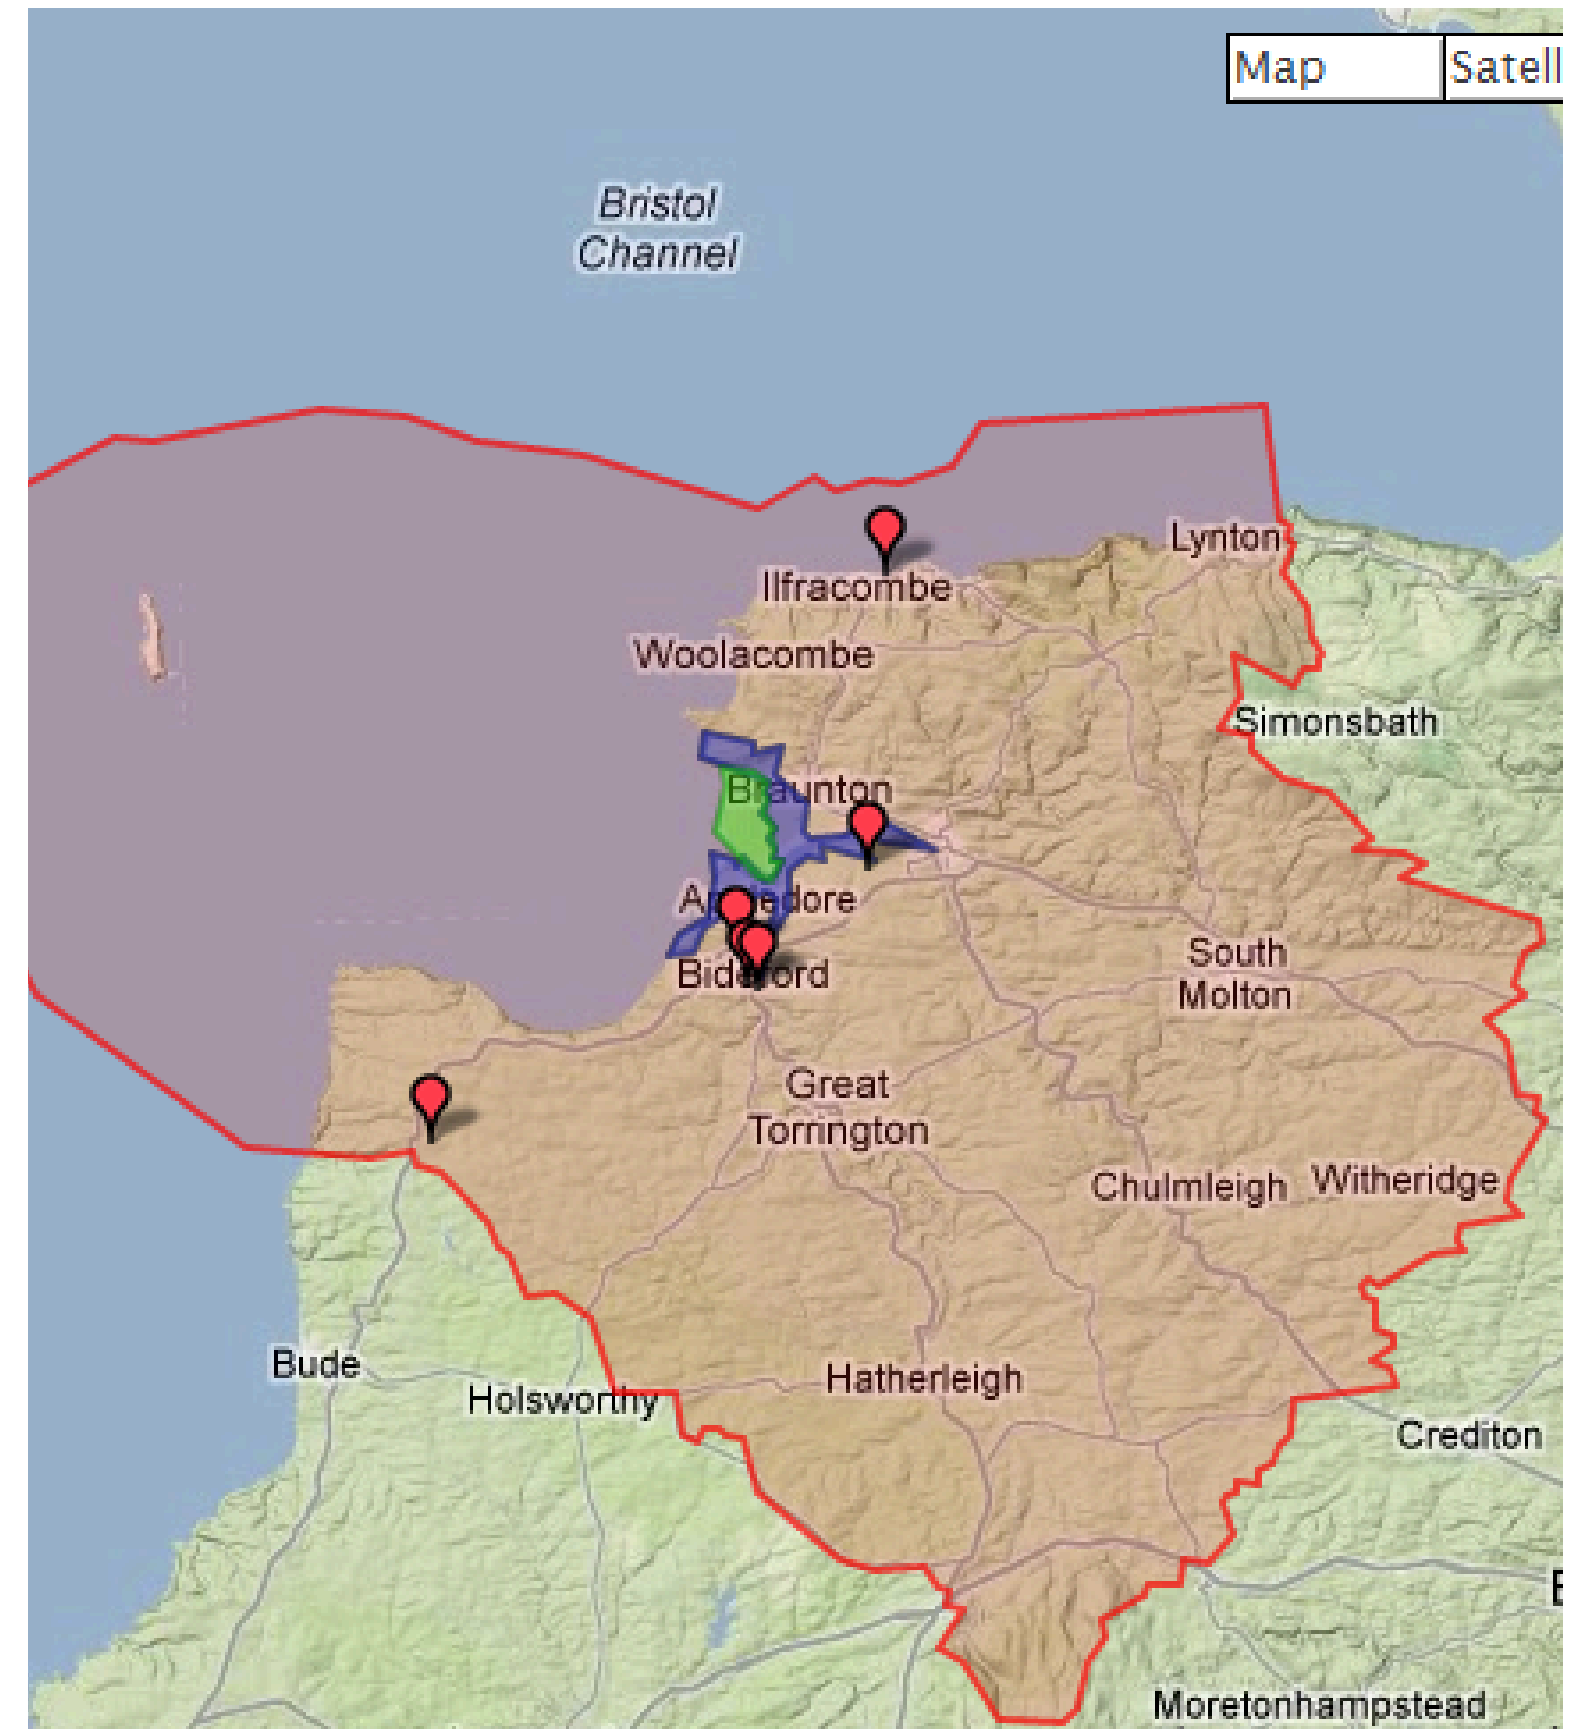 Map
Satell
Bristol
Channel
Lynton
Ilfracombe
Woolacombe
Simonsbath
Braunton
Appledore
South
Molton
Bideford
Great
Torrington
Chulmleigh
Witheridge
Bude
Hatherleigh
Holsworthy
Crediton
E
Moretonhampstead